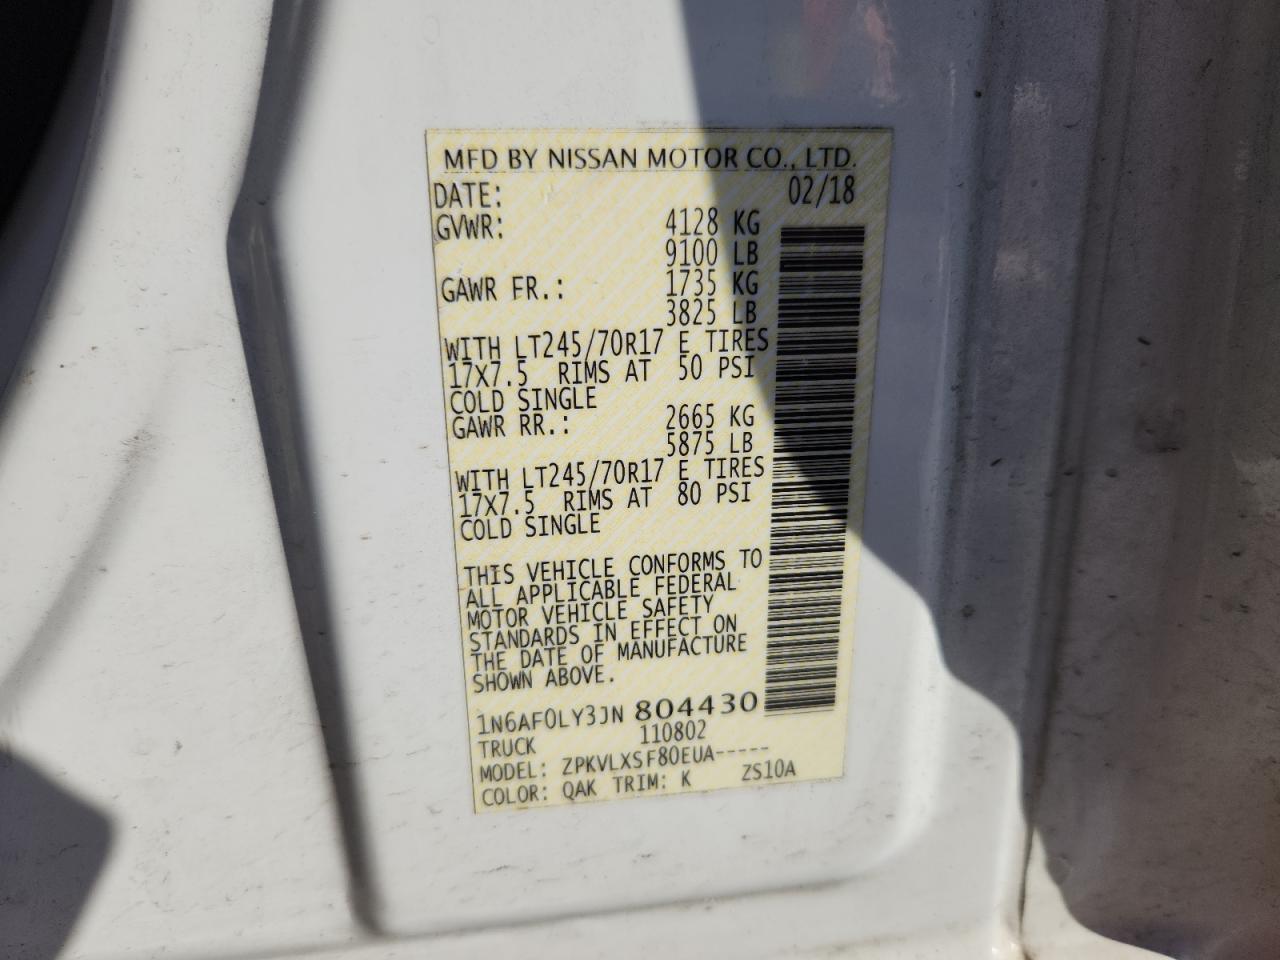 MFD BY NISSAN MOTOR CO., LTD.
DATE: 02/18
GVWR: 4128 KG
9100 LB
GAWR FR.: 1735 KG
3825 LB
WITH LT245/70R17 E TIRES
17X7.5 RIMS AT 50 PSI
COLD SINGLE
GAWR RR.: 2665 KG
5875 LB
WITH LT245/70R17 E TIRES
17X7.5 RIMS AT 80 PSI
COLD SINGLE
THIS VEHICLE CONFORMS TO
ALL APPLICABLE FEDERAL
MOTOR VEHICLE SAFETY
STANDARDS IN EFFECT ON
THE DATE OF MANUFACTURE
SHOWN ABOVE.
1N6AF0LY3JN 804430
TRUCK 110802
MODEL: ZPKVLXSF80EUA-----
COLOR: QAK TRIM: K ZS10A